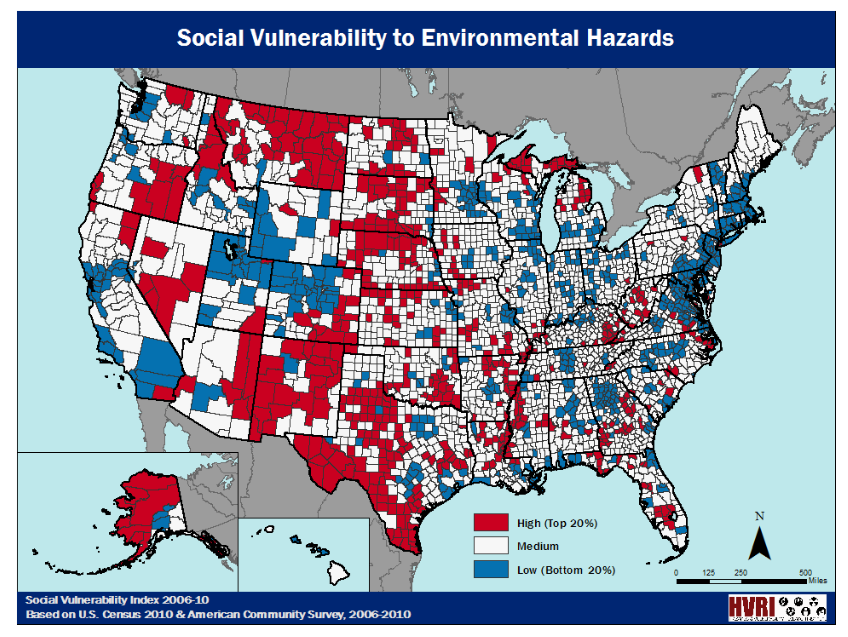 Social Vulnerability to Environmental Hazards
High (Top 20%)
Medium
Low (Bottom 20%)
N
0 125 250 500
Miles
Social Vulnerability Index 2006-10
Based on U.S. Census 2010 & American Community Survey, 2006-2010
HVRI